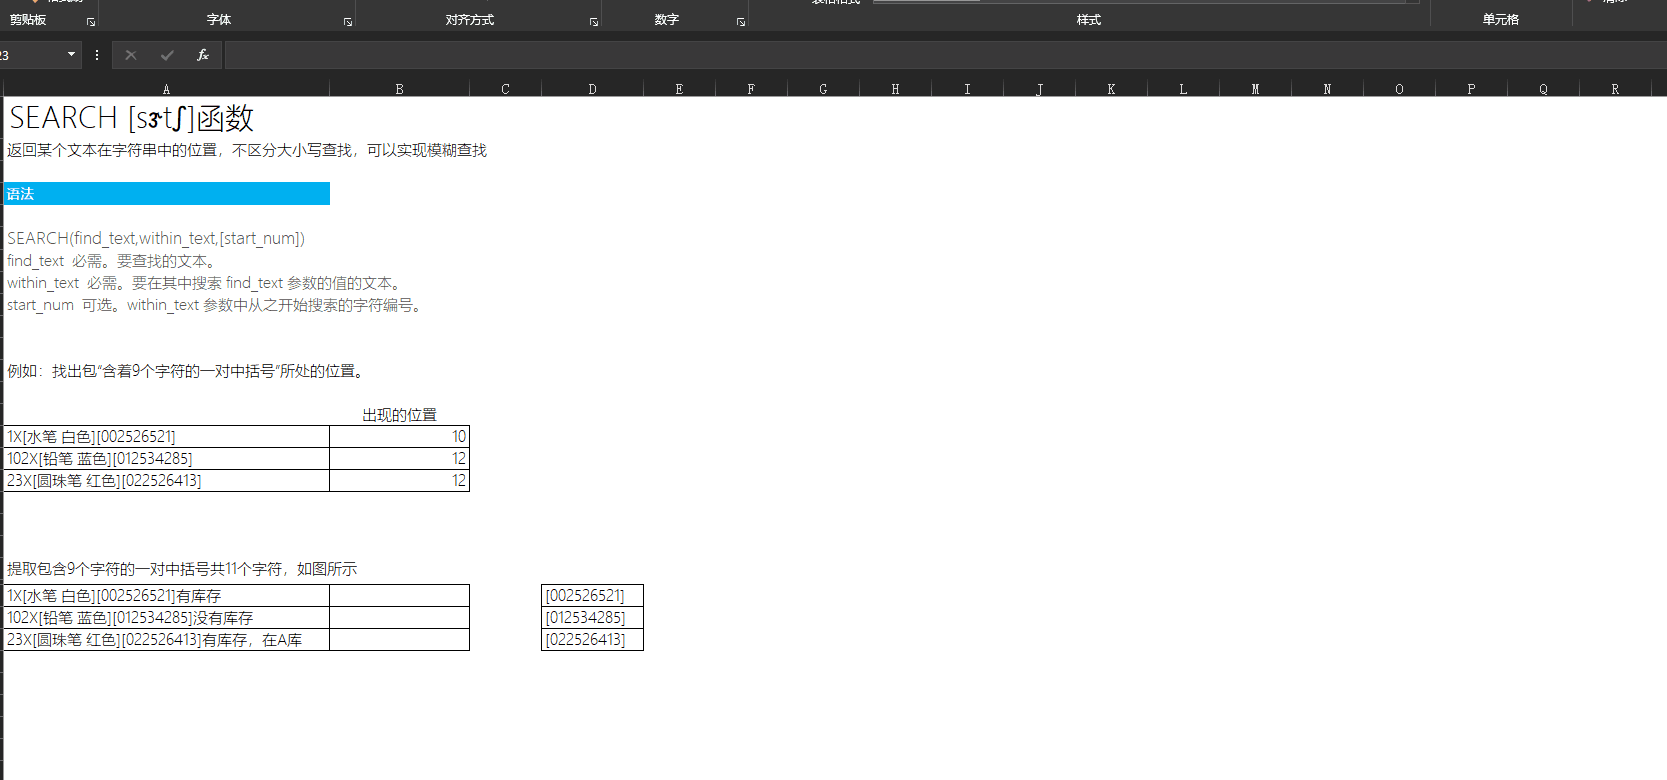 剪贴板 字体 对齐方式 数字 样式 单元格
23 fx
A B C D E F G H I J K L M N O P Q R
SEARCH [sɝtʃ]函数
返回某个文本在字符串中的位置，不区分大小写查找，可以实现模糊查找
语法
SEARCH(find_text,within_text,[start_num])
find_text 必需。要查找的文本。
within_text 必需。要在其中搜索 find_text 参数的值的文本。
start_num 可选。within_text 参数中从之开始搜索的字符编号。
例如：找出包“含着9个字符的一对中括号”所处的位置。
出现的位置
1X[水笔 白色][002526521] 10
102X[铅笔 蓝色][012534285] 12
23X[圆珠笔 红色][022526413] 12
提取包含9个字符的一对中括号共11个字符，如图所示
1X[水笔 白色][002526521]有库存 [002526521]
102X[铅笔 蓝色][012534285]没有库存 [012534285]
23X[圆珠笔 红色][022526413]有库存，在A库 [022526413]